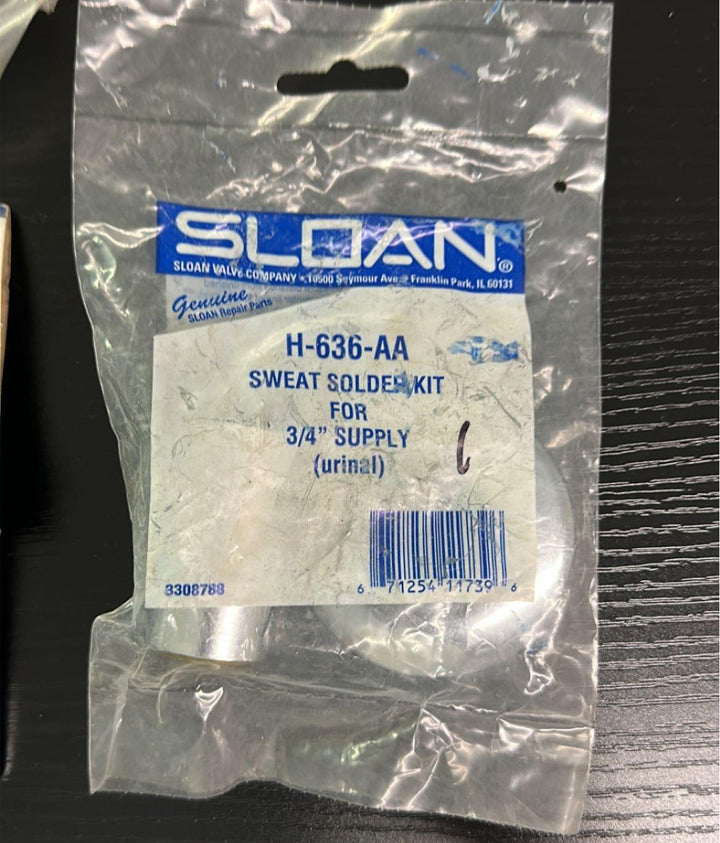 SLOAN®
SLOAN VALVE COMPANY • 10500 Seymour Ave. • Franklin Park, IL 60131
Genuine
SLOAN Repair Parts
H-636-AA
SWEAT SOLDER KIT
FOR
3/4" SUPPLY
(urinal)
3308788
6 71254 11739 6